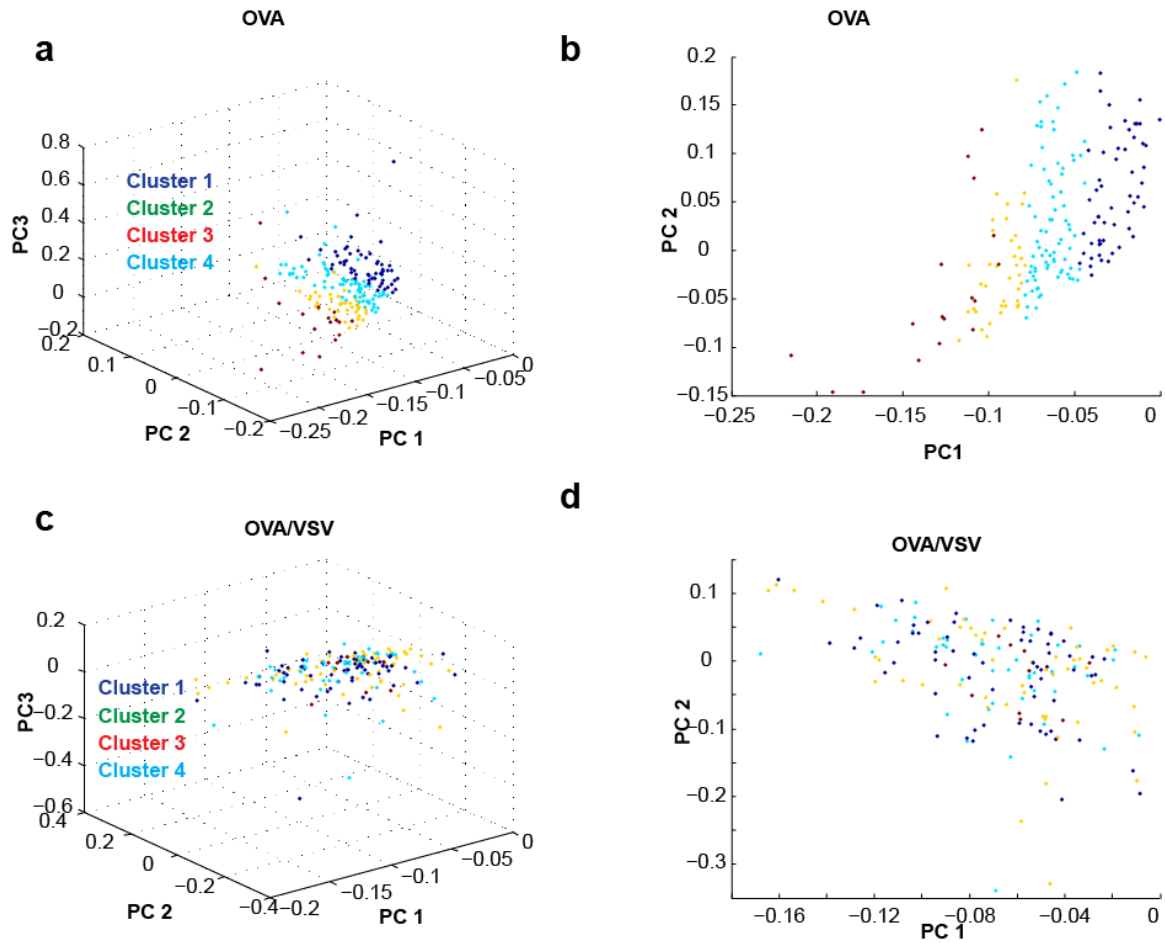 OVA
a
0.8
0.6
0.4
0.2
0
−0.2
PC3
Cluster 1
Cluster 2
Cluster 3
Cluster 4
0.2
0.1
0
−0.1
−0.2
PC 2
−0.25
−0.2
−0.15
−0.1
−0.05
0
PC 1
OVA
b
0.2
0.15
0.1
0.05
0
−0.05
−0.1
−0.15
PC 2
−0.25
−0.2
−0.15
−0.1
−0.05
0
PC1
c
OVA/VSV
0.2
0
−0.2
−0.4
−0.6
PC3
Cluster 1
Cluster 2
Cluster 3
Cluster 4
0.4
0.2
0
−0.2
−0.4
PC 2
−0.2
−0.15
−0.1
−0.05
0
PC 1
d
OVA/VSV
0.1
0
−0.1
−0.2
−0.3
PC 2
−0.16
−0.12
−0.08
−0.04
0
PC 1